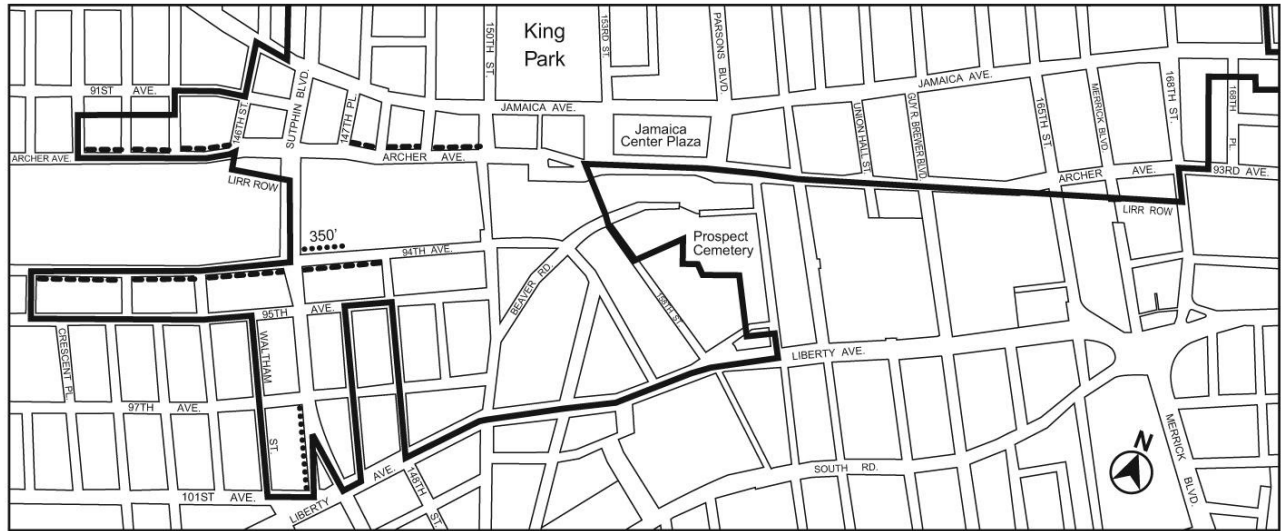 King
Park
150TH ST.
153RD ST.
PARSONS BLVD.
SUTPHIN BLVD.
91ST AVE.
146TH ST.
147TH PL.
JAMAICA AVE.
JAMAICA AVE.
168TH ST.
168TH PL.
MERRICK BLVD.
165TH ST.
GUY R. BREWER BLVD.
UNION HALL ST.
Jamaica
Center Plaza
ARCHER AVE.
ARCHER AVE.
ARCHER AVE.
93RD AVE.
LIRR ROW
LIRR ROW
350'
94TH AVE.
Prospect
Cemetery
BEAVER RD.
158TH ST.
95TH AVE.
CRESCENT PL.
WALTHAM ST.
LIBERTY AVE.
97TH AVE.
MERRICK BLVD.
N
SOUTH RD.
148TH ST.
101ST AVE.
LIBERTY AVE.